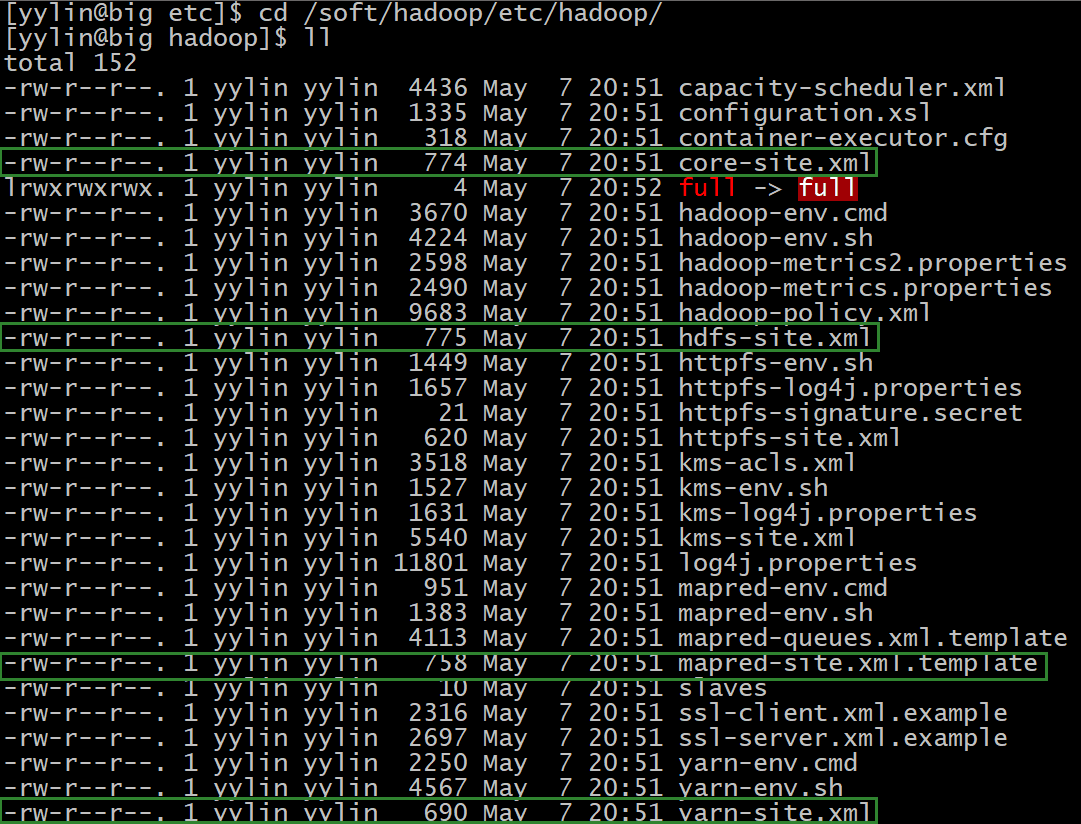 [yylin@big etc]$ cd /soft/hadoop/etc/hadoop/
[yylin@big hadoop]$ ll
total 152
-rw-r--r--. 1 yylin yylin  4436 May  7 20:51 capacity-scheduler.xml
-rw-r--r--. 1 yylin yylin  1335 May  7 20:51 configuration.xsl
-rw-r--r--. 1 yylin yylin   318 May  7 20:51 container-executor.cfg
-rw-r--r--. 1 yylin yylin   774 May  7 20:51 core-site.xml
lrwxrwxrwx. 1 yylin yylin     4 May  7 20:52 full -> full
-rw-r--r--. 1 yylin yylin  3670 May  7 20:51 hadoop-env.cmd
-rw-r--r--. 1 yylin yylin  4224 May  7 20:51 hadoop-env.sh
-rw-r--r--. 1 yylin yylin  2598 May  7 20:51 hadoop-metrics2.properties
-rw-r--r--. 1 yylin yylin  2490 May  7 20:51 hadoop-metrics.properties
-rw-r--r--. 1 yylin yylin  9683 May  7 20:51 hadoop-policy.xml
-rw-r--r--. 1 yylin yylin   775 May  7 20:51 hdfs-site.xml
-rw-r--r--. 1 yylin yylin  1449 May  7 20:51 httpfs-env.sh
-rw-r--r--. 1 yylin yylin  1657 May  7 20:51 httpfs-log4j.properties
-rw-r--r--. 1 yylin yylin    21 May  7 20:51 httpfs-signature.secret
-rw-r--r--. 1 yylin yylin   620 May  7 20:51 httpfs-site.xml
-rw-r--r--. 1 yylin yylin  3518 May  7 20:51 kms-acls.xml
-rw-r--r--. 1 yylin yylin  1527 May  7 20:51 kms-env.sh
-rw-r--r--. 1 yylin yylin  1631 May  7 20:51 kms-log4j.properties
-rw-r--r--. 1 yylin yylin  5540 May  7 20:51 kms-site.xml
-rw-r--r--. 1 yylin yylin 11801 May  7 20:51 log4j.properties
-rw-r--r--. 1 yylin yylin   951 May  7 20:51 mapred-env.cmd
-rw-r--r--. 1 yylin yylin  1383 May  7 20:51 mapred-env.sh
-rw-r--r--. 1 yylin yylin  4113 May  7 20:51 mapred-queues.xml.template
-rw-r--r--. 1 yylin yylin   758 May  7 20:51 mapred-site.xml.template
-rw-r--r--. 1 yylin yylin    10 May  7 20:51 slaves
-rw-r--r--. 1 yylin yylin  2316 May  7 20:51 ssl-client.xml.example
-rw-r--r--. 1 yylin yylin  2697 May  7 20:51 ssl-server.xml.example
-rw-r--r--. 1 yylin yylin  2250 May  7 20:51 yarn-env.cmd
-rw-r--r--. 1 yylin yylin  4567 May  7 20:51 yarn-env.sh
-rw-r--r--. 1 yylin yylin   690 May  7 20:51 yarn-site.xml